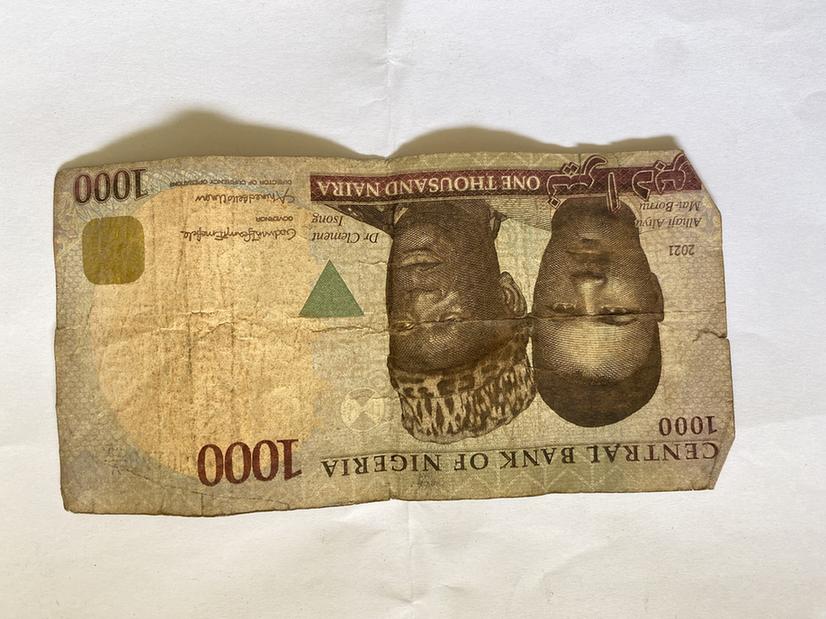 CENTRAL BANK OF NIGERIA
1000
1000
2021
Alhaji Aliyu
Mai-Bornu
Dr Clement
Isong
GOVERNOR
DIRECTOR OF CURRENCY OPERATIONS
ONE THOUSAND NAIRA
1000